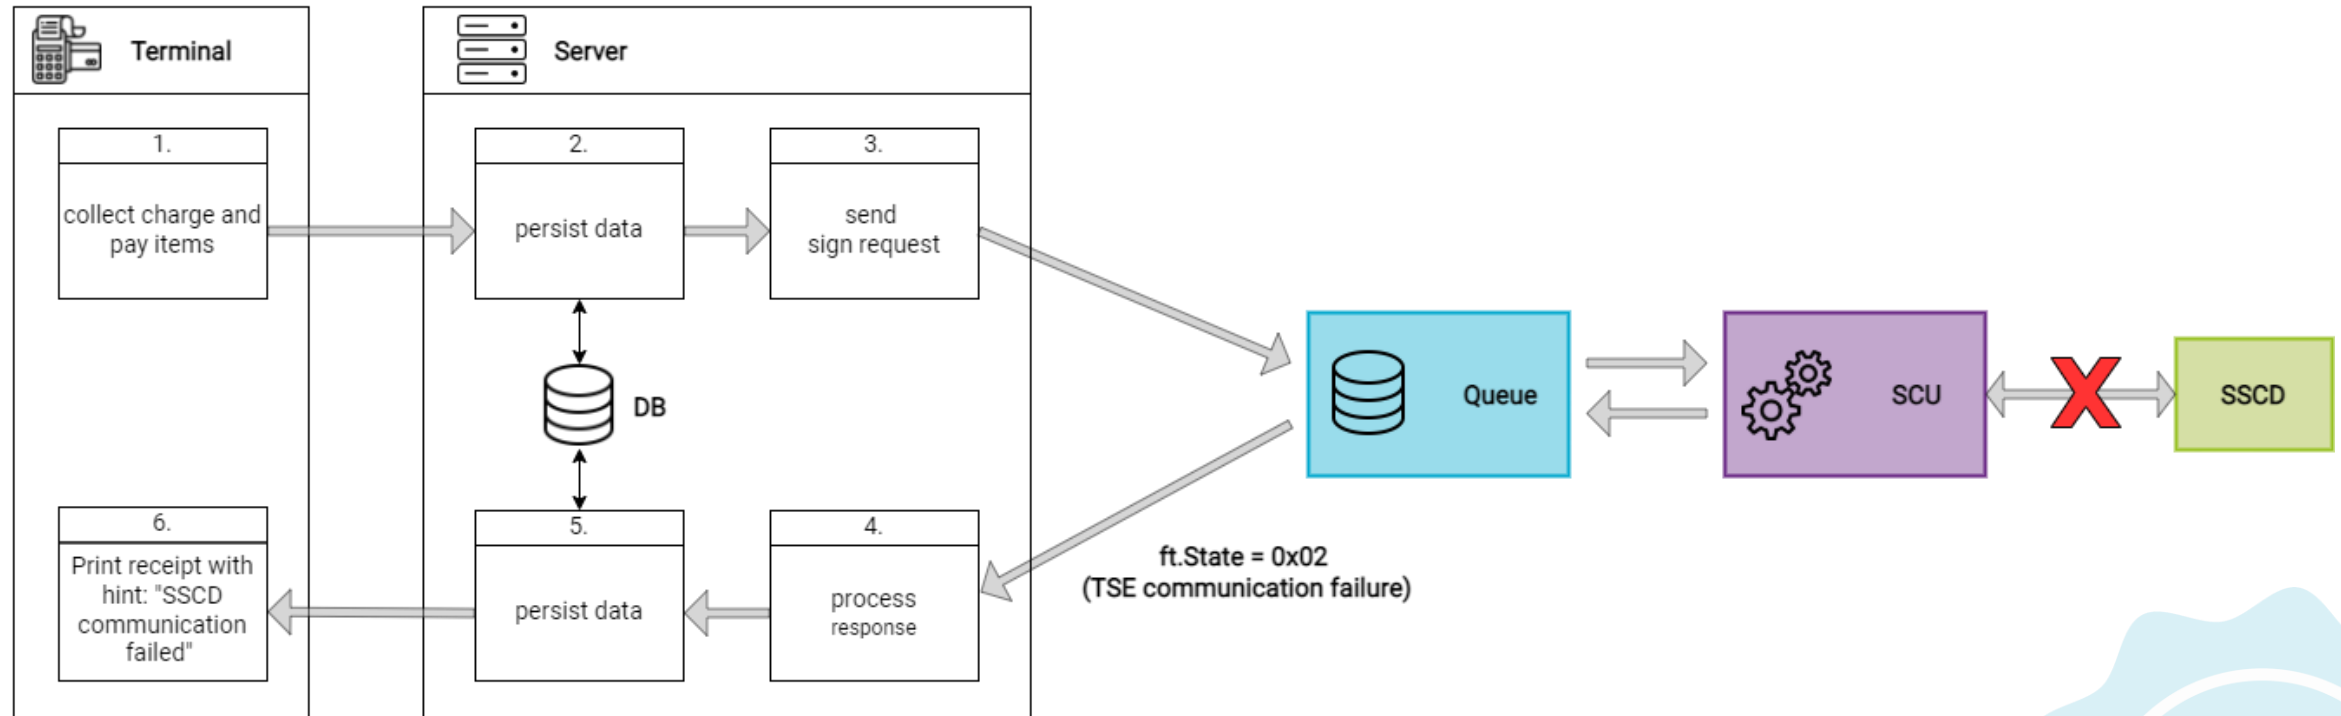 Terminal
Server
1.
collect charge and
pay items
2.
persist data
3.
send
sign request
DB
Queue
SCU
SSCD
ft.State = 0x02
(TSE communication failure)
4.
process
response
5.
persist data
6.
Print receipt with
hint: "SSCD
communication
failed"